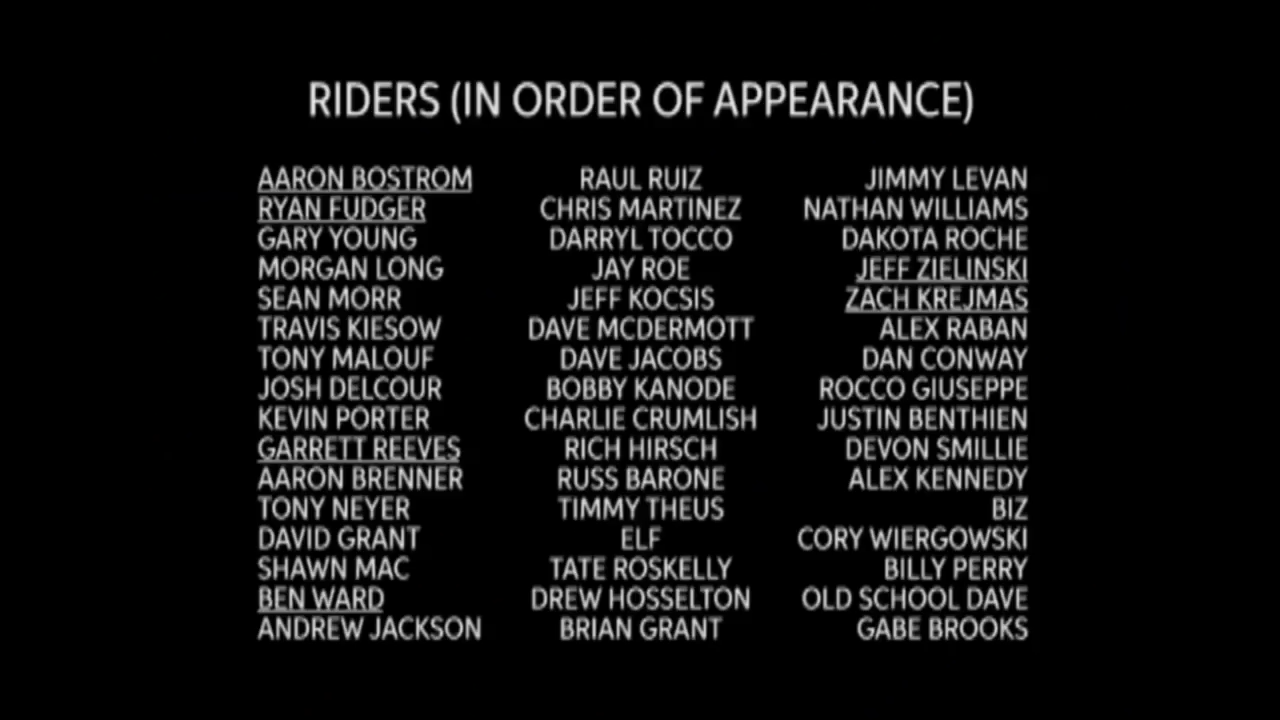 RIDERS (IN ORDER OF APPEARANCE)
AARON BOSTROM
RYAN FUDGER
GARY YOUNG
MORGAN LONG
SEAN MORR
TRAVIS KIESOW
TONY MALOUF
JOSH DELCOUR
KEVIN PORTER
GARRETT REEVES
AARON BRENNER
TONY NEYER
DAVID GRANT
SHAWN MAC
BEN WARD
ANDREW JACKSON
RAUL RUIZ
CHRIS MARTINEZ
DARRYL TOCCO
JAY ROE
JEFF KOCSIS
DAVE MCDERMOTT
DAVE JACOBS
BOBBY KANODE
CHARLIE CRUMLISH
RICH HIRSCH
RUSS BARONE
TIMMY THEUS
ELF
TATE ROSKELLY
DREW HOSSELTON
BRIAN GRANT
JIMMY LEVAN
NATHAN WILLIAMS
DAKOTA ROCHE
JEFF ZIELINSKI
ZACH KREJMAS
ALEX RABAN
DAN CONWAY
ROCCO GIUSEPPE
JUSTIN BENTHIEN
DEVON SMILLIE
ALEX KENNEDY
BIZ
CORY WIERGOWSKI
BILLY PERRY
OLD SCHOOL DAVE
GABE BROOKS